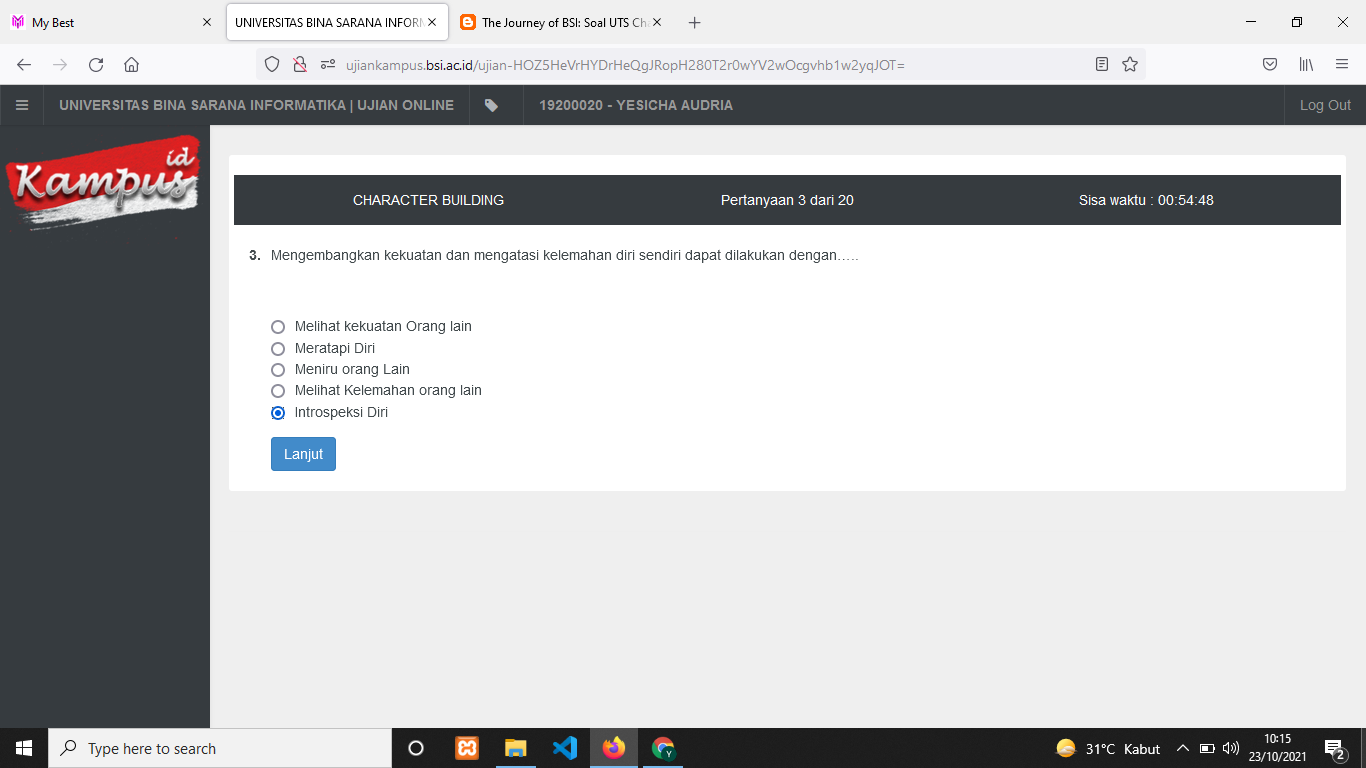 My Best
UNIVERSITAS BINA SARANA INFORM
The Journey of BSI: Soal UTS Cha
ujiankampus.bsi.ac.id/ujian-HOZ5HeVrHYDrHeQgJRopH280T2r0wYV2wOcgvhb1w2yqJOT=
UNIVERSITAS BINA SARANA INFORMATIKA | UJIAN ONLINE
19200020 - YESICHA AUDRIA
Log Out
Kampus id
CHARACTER BUILDING
Pertanyaan 3 dari 20
Sisa waktu : 00:54:48
3. Mengembangkan kekuatan dan mengatasi kelemahan diri sendiri dapat dilakukan dengan…..
Melihat kekuatan Orang lain
Meratapi Diri
Meniru orang Lain
Melihat Kelemahan orang lain
Introspeksi Diri
Lanjut
Type here to search
Y
31°C Kabut
10:15
23/10/2021
2